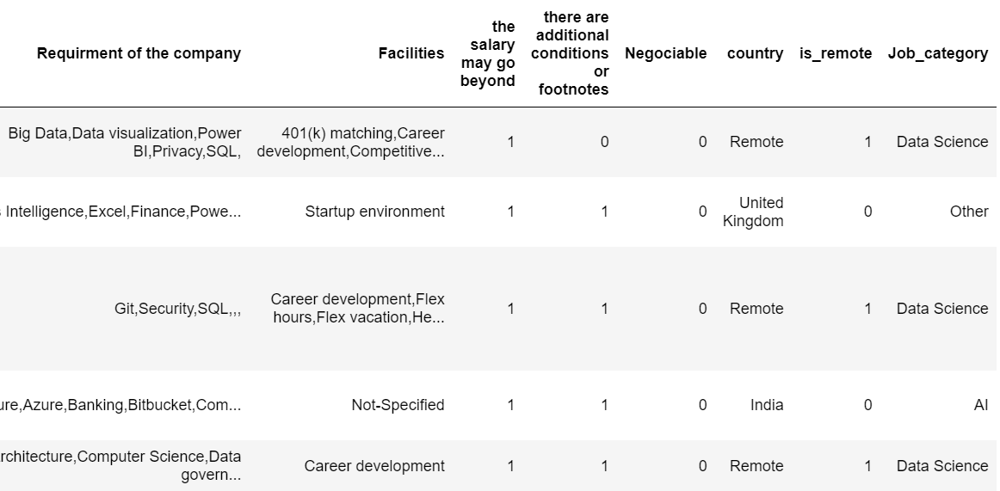 Requirment of the company Facilities the salary may go beyond there are additional conditions or footnotes Negociable country is_remote Job_category
Big Data,Data visualization,Power BI,Privacy,SQL, 401(k) matching,Career development,Competitive... 1 0 0 Remote 1 Data Science
Intelligence,Excel,Finance,Powe... Startup environment 1 1 0 United Kingdom 0 Other
Git,Security,SQL,,, Career development,Flex hours,Flex vacation,He... 1 1 0 Remote 1 Data Science
ure,Azure,Banking,Bitbucket,Com... Not-Specified 1 1 0 India 0 AI
rchitecture,Computer Science,Data govern... Career development 1 1 0 Remote 1 Data Science